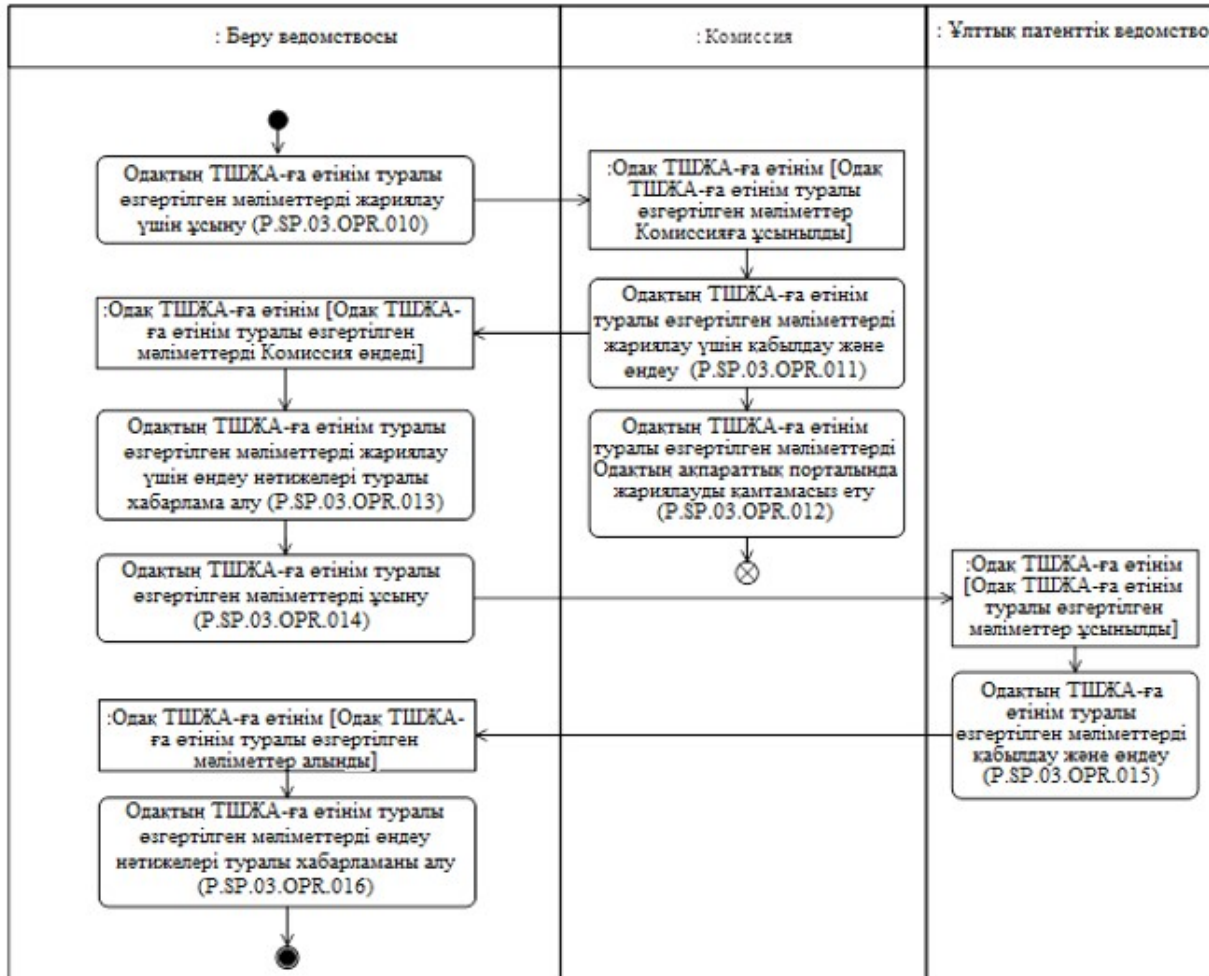 : Беру ведомствосы
: Комиссия
: Ұлттық патенттік ведомство
Одақтың ТШЖА-ға өтінім туралы
өзгертілген мәліметтерді жариялау
үшін ұсыну (P.SP.03.OPR.010)
:Одақ ТШЖА-ға өтінім [Одақ
ТШЖА-ға өтінім туралы
өзгертілген мәліметтер
Комиссияға ұсынылды]
Одақтың ТШЖА-ға өтінім
туралы өзгертілген мәліметтерді
жариялау үшін қабылдау және
өңдеу (P.SP.03.OPR.011)
:Одақ ТШЖА-ға өтінім [Одақ ТШЖА-
ға өтінім туралы өзгертілген
мәліметтерді Комиссия өңдеді]
Одақтың ТШЖА-ға өтінім туралы
өзгертілген мәліметтерді жариялау
үшін өңдеу нәтижелері туралы
хабарлама алу (P.SP.03.OPR.013)
Одақтың ТШЖА-ға өтінім
туралы өзгертілген мәліметтерді
Одақтың ақпараттық порталында
жариялауды қамтамасыз ету
(P.SP.03.OPR.012)
Одақтың ТШЖА-ға өтінім туралы
өзгертілген мәліметтерді ұсыну
(P.SP.03.OPR.014)
:Одақ ТШЖА-ға өтінім
[Одақ ТШЖА-ға өтінім
туралы өзгертілген
мәліметтер ұсынылды]
Одақтың ТШЖА-ға
өтінім туралы
өзгертілген мәліметтерді
қабылдау және өңдеу
(P.SP.03.OPR.015)
:Одақ ТШЖА-ға өтінім [Одақ ТШЖА-
ға өтінім туралы өзгертілген
мәліметтер алынды]
Одақтың ТШЖА-ға өтінім туралы
өзгертілген мәліметтерді өңдеу
нәтижелері туралы хабарламаны алу
(P.SP.03.OPR.016)